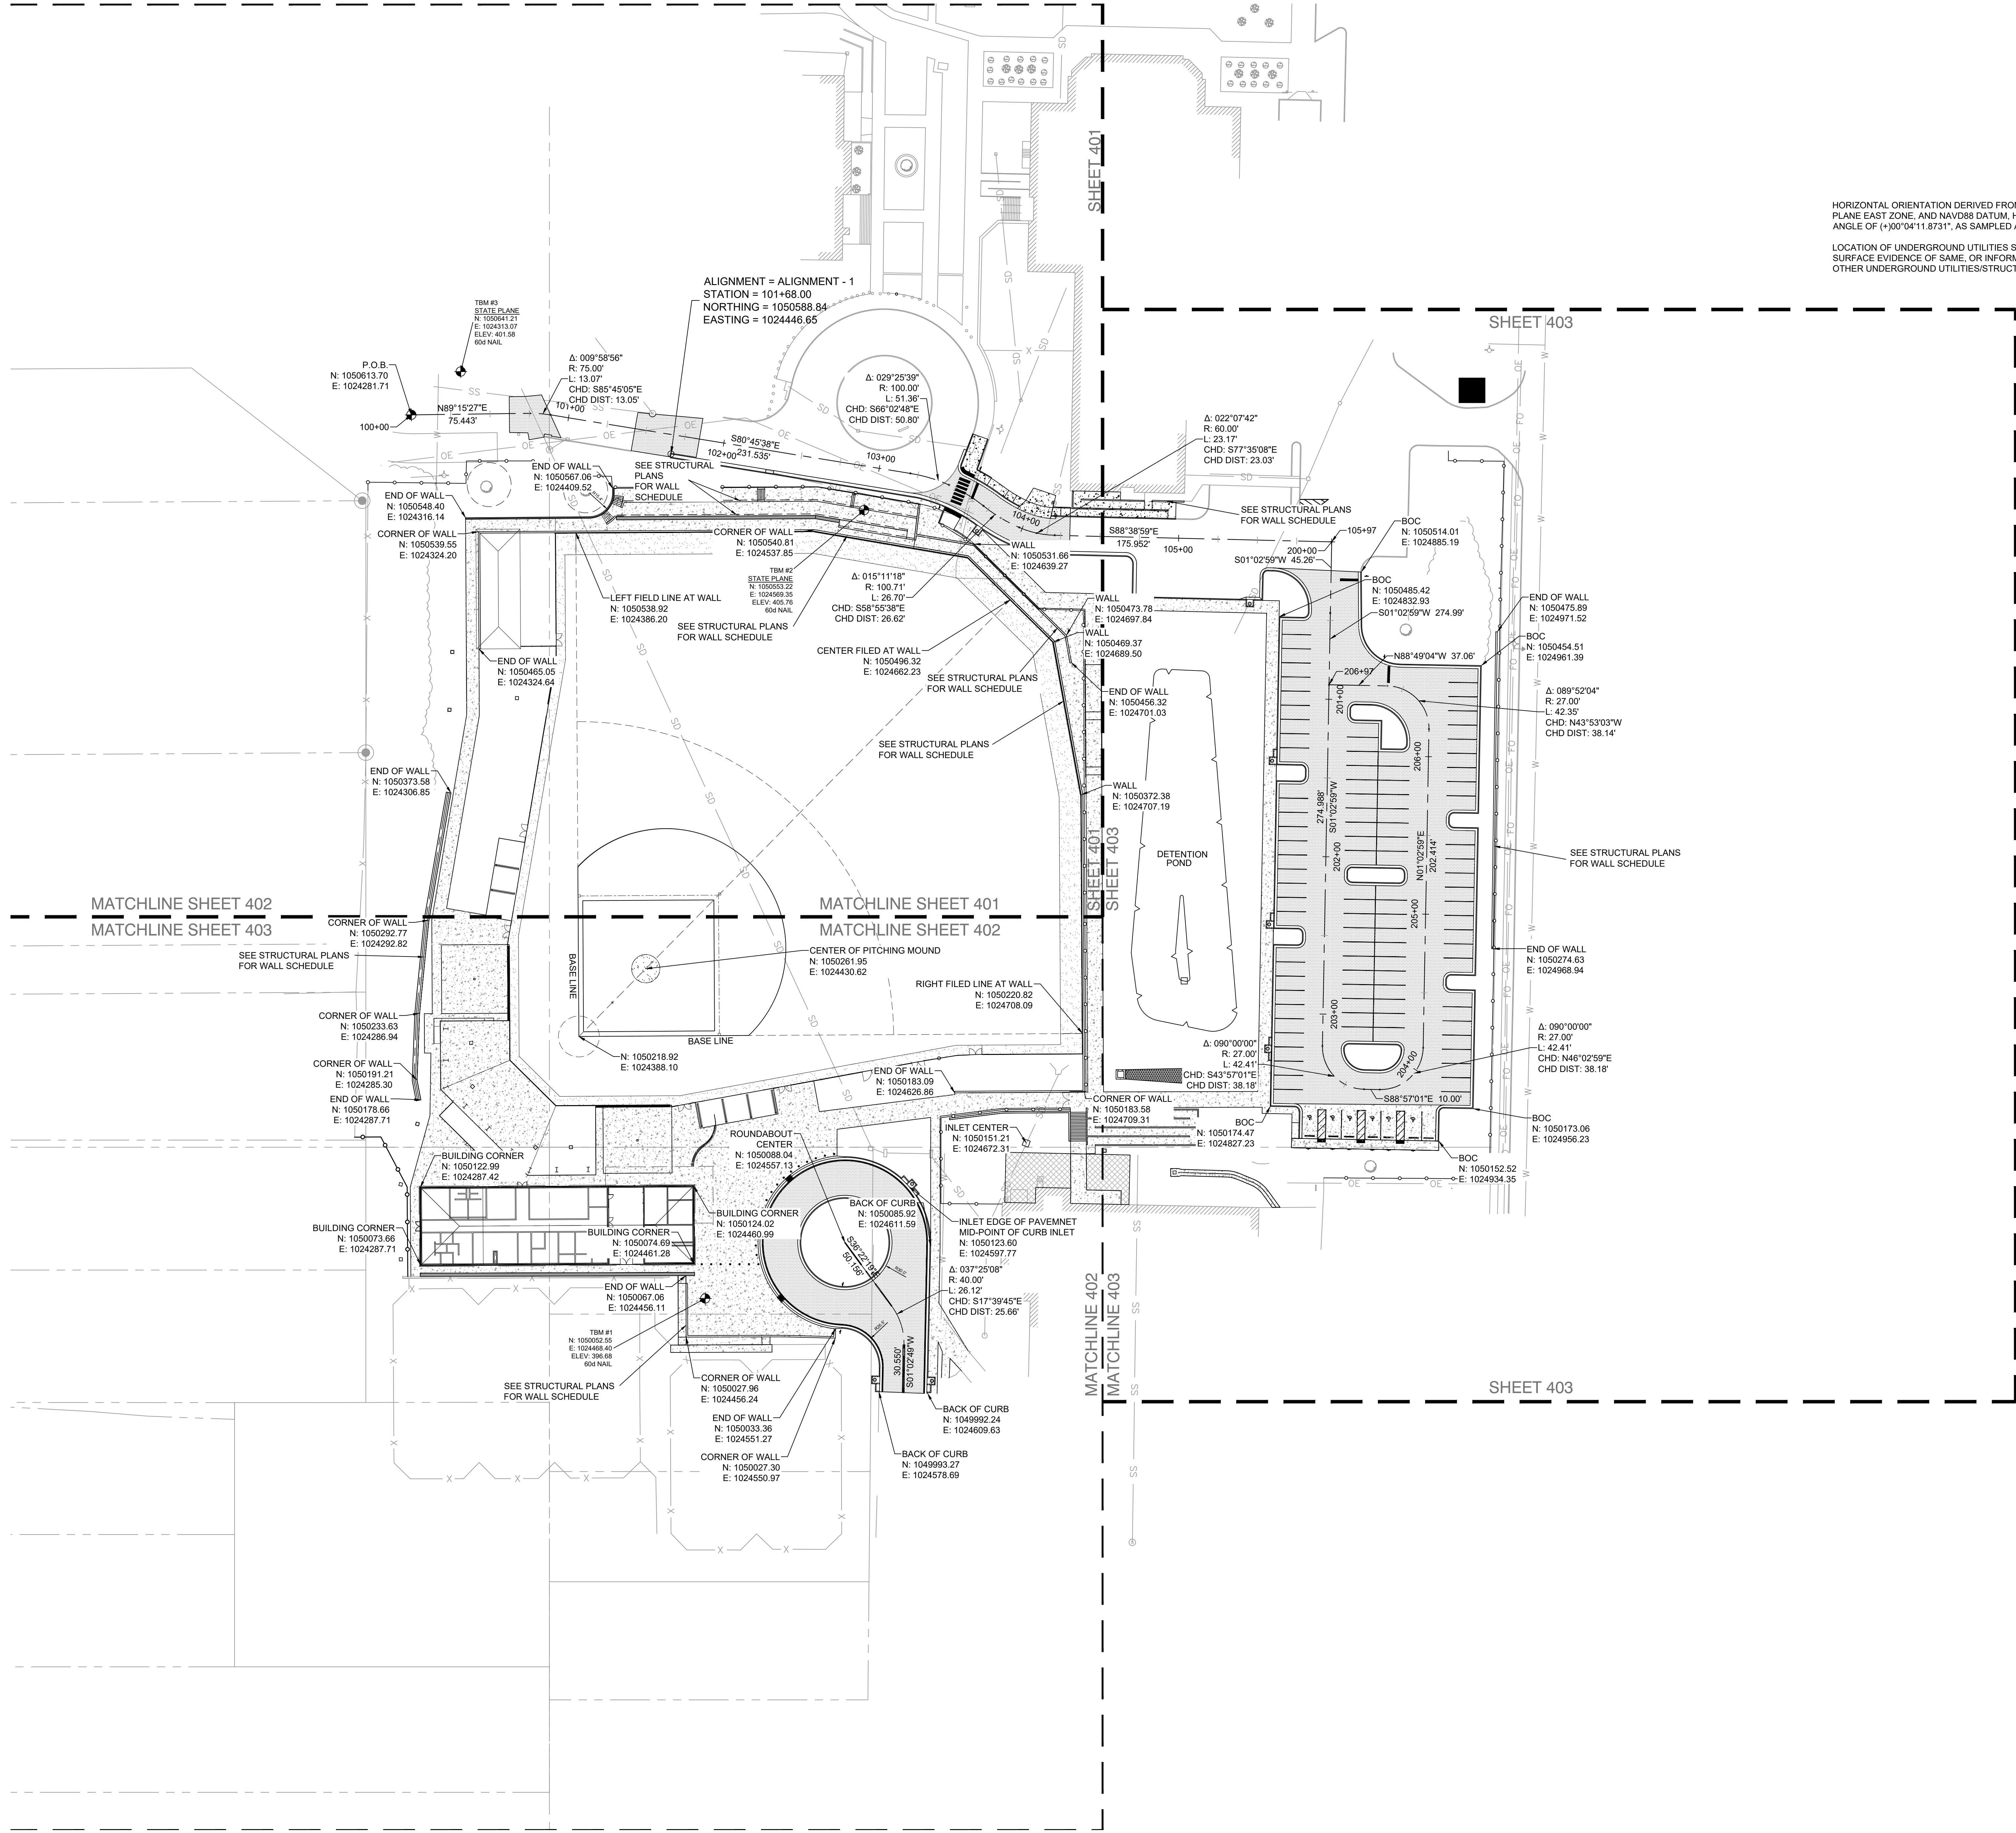 SHEET 401
HORIZONTAL ORIENTATION DERIVED FROM
PLANE EAST ZONE, AND NAVD88 DATUM, H
ANGLE OF (+)00°04'11.8731", AS SAMPLED A
LOCATION OF UNDERGROUND UTILITIES S
SURFACE EVIDENCE OF SAME, OR INFORM
OTHER UNDERGROUND UTILITIES/STRUCT
SHEET 403
ALIGNMENT = ALIGNMENT - 1
STATION = 101+68.00
NORTHING = 1050588.84
EASTING = 1024446.65
TBM #3
STATE PLANE
N: 1050641.21
E: 1024313.07
ELEV: 401.58
60d NAIL
P.O.B.
N: 1050613.70
E: 1024281.71
100+00
N89°15'27"E
75.443'
Δ: 009°58'56"
R: 75.00'
L: 13.07'
CHD: S85°45'05"E
CHD DIST: 13.05'
101+00
S80°45'38"E
231.535'
102+00
103+00
Δ: 029°25'39"
R: 100.00'
L: 51.36'
CHD: S66°02'48"E
CHD DIST: 50.80'
Δ: 022°07'42"
R: 60.00'
L: 23.17'
CHD: S77°35'08"E
CHD DIST: 23.03'
104+00
S88°38'59"E
175.952'
105+00
105+97
200+00
S01°02'59"W 45.26'
SEE STRUCTURAL PLANS
FOR WALL SCHEDULE
END OF WALL
N: 1050567.06
E: 1024409.52
SEE STRUCTURAL
PLANS
FOR WALL
SCHEDULE
END OF WALL
N: 1050548.40
E: 1024316.14
CORNER OF WALL
N: 1050539.55
E: 1024324.20
CORNER OF WALL
N: 1050540.81
E: 1024537.85
TBM #2
STATE PLANE
N: 1050553.22
E: 1024569.35
ELEV: 405.76
60d NAIL
WALL
N: 1050531.66
E: 1024639.27
Δ: 015°11'18"
R: 100.71'
L: 26.70'
CHD: S58°55'38"E
CHD DIST: 26.62'
LEFT FIELD LINE AT WALL
N: 1050538.92
E: 1024386.20
SEE STRUCTURAL PLANS
FOR WALL SCHEDULE
BOC
N: 1050514.01
E: 1024885.19
BOC
N: 1050485.42
E: 1024832.93
S01°02'59"W 274.99'
END OF WALL
N: 1050475.89
E: 1024971.52
BOC
N: 1050454.51
E: 1024961.39
WALL
N: 1050473.78
E: 1024697.84
WALL
N: 1050469.37
E: 1024689.50
CENTER FILED AT WALL
N: 1050496.32
E: 1024662.23
SEE STRUCTURAL PLANS
FOR WALL SCHEDULE
END OF WALL
N: 1050465.05
E: 1024324.64
END OF WALL
N: 1050456.32
E: 1024701.03
N88°49'04"W 37.06'
206+97
201+00
Δ: 089°52'04"
R: 27.00'
L: 42.35'
CHD: N43°53'03"W
CHD DIST: 38.14'
SEE STRUCTURAL PLANS
FOR WALL SCHEDULE
206+00
END OF WALL
N: 1050373.58
E: 1024306.85
WALL
N: 1050372.38
E: 1024707.19
274.988'
S01°02'59"W
202+00
N01°02'59"E
202.414'
205+00
DETENTION
POND
SEE STRUCTURAL PLANS
FOR WALL SCHEDULE
SHEET 401
SHEET 403
MATCHLINE SHEET 402
MATCHLINE SHEET 403
MATCHLINE SHEET 401
MATCHLINE SHEET 402
CORNER OF WALL
N: 1050292.77
E: 1024292.82
SEE STRUCTURAL PLANS
FOR WALL SCHEDULE
CENTER OF PITCHING MOUND
N: 1050261.95
E: 1024430.62
BASE LINE
END OF WALL
N: 1050274.63
E: 1024968.94
RIGHT FILED LINE AT WALL
N: 1050220.82
E: 1024708.09
CORNER OF WALL
N: 1050233.63
E: 1024286.94
BASE LINE
N: 1050218.92
E: 1024388.10
203+00
204+00
Δ: 090°00'00"
R: 27.00'
L: 42.41'
CHD: S43°57'01"E
CHD DIST: 38.18'
Δ: 090°00'00"
R: 27.00'
L: 42.41'
CHD: N46°02'59"E
CHD DIST: 38.18'
S88°57'01"E 10.00'
CORNER OF WALL
N: 1050191.21
E: 1024285.30
END OF WALL
N: 1050178.66
E: 1024287.71
END OF WALL
N: 1050183.09
E: 1024626.86
CORNER OF WALL
N: 1050183.58
E: 1024709.31
BOC
N: 1050174.47
E: 1024827.23
BOC
N: 1050173.06
E: 1024956.23
BOC
N: 1050152.52
E: 1024934.35
INLET CENTER
N: 1050151.21
E: 1024672.31
ROUNDABOUT
CENTER
N: 1050088.04
E: 1024557.13
BUILDING CORNER
N: 1050122.99
E: 1024287.42
BUILDING CORNER
N: 1050124.02
E: 1024460.99
BUILDING CORNER
N: 1050073.66
E: 1024287.71
BUILDING CORNER
N: 1050074.69
E: 1024461.28
BACK OF CURB
N: 1050085.92
E: 1024611.59
INLET EDGE OF PAVEMNET
MID-POINT OF CURB INLET
N: 1050123.60
E: 1024597.77
Δ: 037°25'08"
R: 40.00'
L: 26.12'
CHD: S17°39'45"E
CHD DIST: 25.66'
S36°22'19"E
50.156'
30.550'
S01°02'49"W
END OF WALL
N: 1050067.06
E: 1024456.11
TBM #1
N: 1050052.55
E: 1024468.40
ELEV: 396.68
60d NAIL
SEE STRUCTURAL PLANS
FOR WALL SCHEDULE
CORNER OF WALL
N: 1050027.96
E: 1024456.24
END OF WALL
N: 1050033.36
E: 1024551.27
CORNER OF WALL
N: 1050027.30
E: 1024550.97
BACK OF CURB
N: 1049992.24
E: 1024609.63
BACK OF CURB
N: 1049993.27
E: 1024578.69
MATCHLINE 402
MATCHLINE 403
SHEET 403